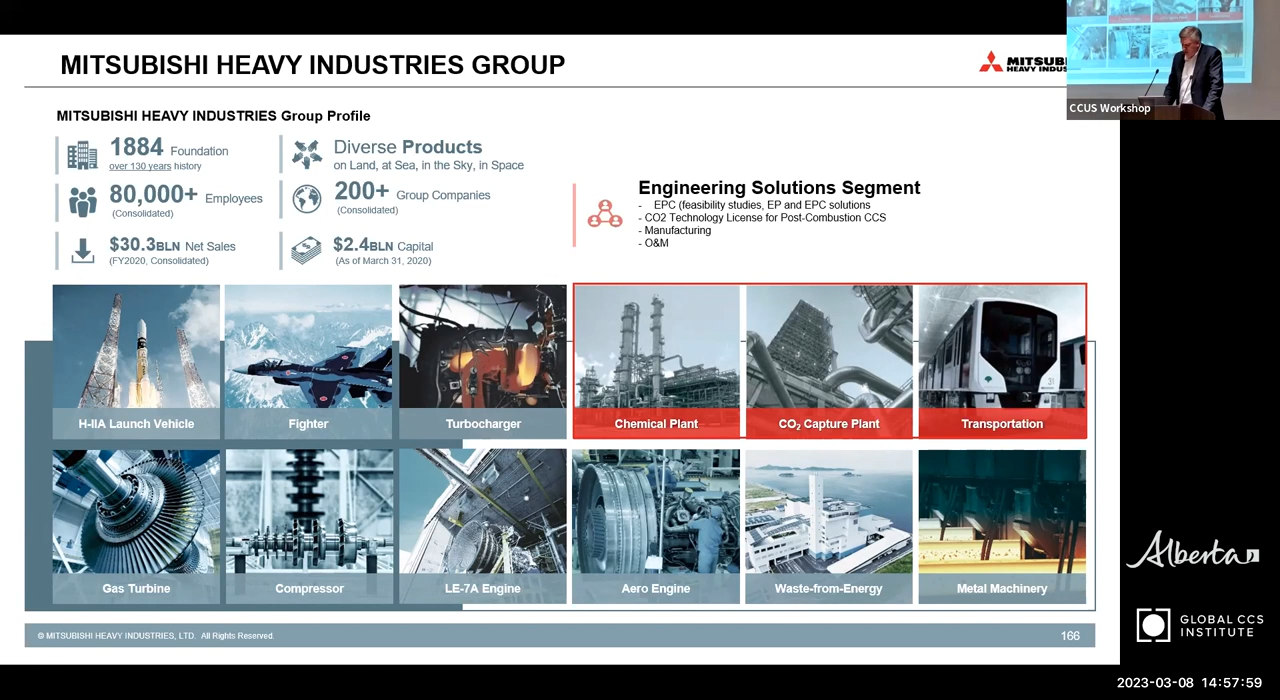 MITSUBISHI HEAVY INDUSTRIES GROUP
MITSUBI
HEAVY INDUS
CCUS Workshop
MITSUBISHI HEAVY INDUSTRIES Group Profile
1884 Foundation
over 130 years history
Diverse Products
on Land, at Sea, in the Sky, in Space
80,000+ Employees
(Consolidated)
200+ Group Companies
(Consolidated)
$30.3BLN Net Sales
(FY2020, Consolidated)
$2.4BLN Capital
(As of March 31, 2020)
Engineering Solutions Segment
- EPC (feasibility studies, EP and EPC solutions
- CO2 Technology License for Post-Combustion CCS
- Manufacturing
- O&M
H-IIA Launch Vehicle
Fighter
Turbocharger
Chemical Plant
CO₂ Capture Plant
31
Transportation
Gas Turbine
Compressor
LE-7A Engine
Aero Engine
Waste-from-Energy
Metal Machinery
© MITSUBISHI HEAVY INDUSTRIES, LTD. All Rights Reserved.
166
Alberta
GLOBAL CCS
INSTITUTE
2023-03-08 14:57:59